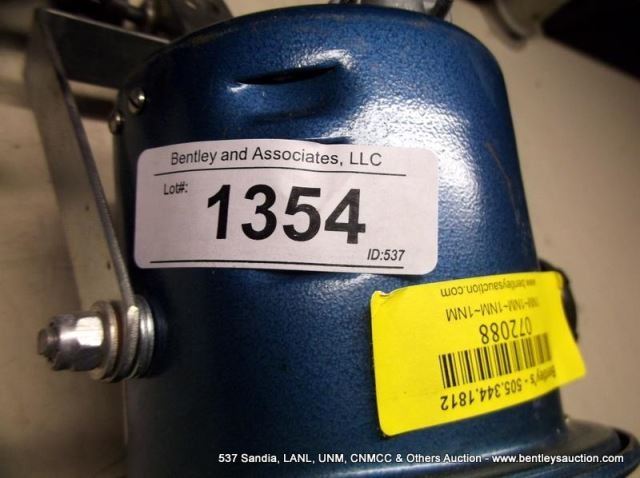 Bentley and Associates, LLC
Lot#:
1354
ID:537
www.bentleysauction.com
1NM~1NM~1NM~1NM
072088
Bentley's - 505.344.1812
537 Sandia, LANL, UNM, CNMCC & Others Auction - www.bentleysauction.com